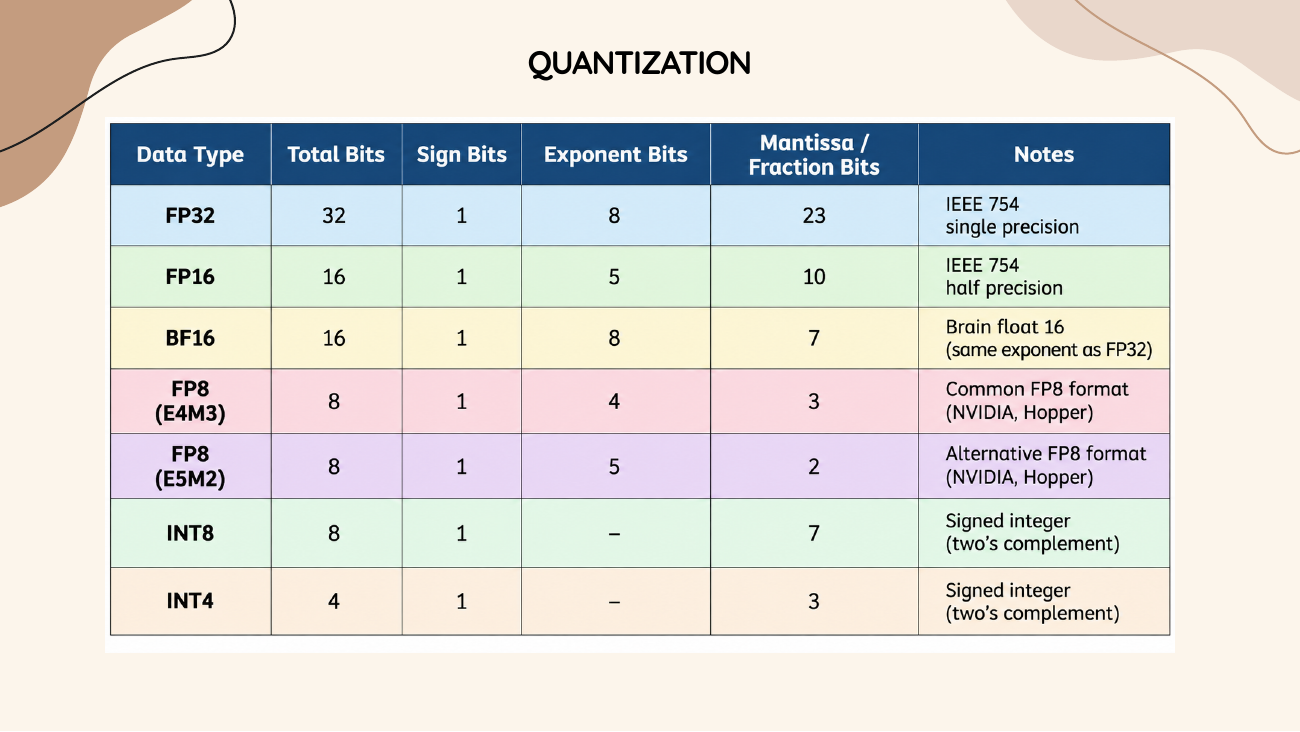 QUANTIZATION
Data Type
Total Bits
Sign Bits
Exponent Bits
Mantissa /
Fraction Bits
Notes
FP32
32
1
8
23
IEEE 754
single precision
FP16
16
1
5
10
IEEE 754
half precision
BF16
16
1
8
7
Brain float 16
(same exponent as FP32)
FP8
(E4M3)
8
1
4
3
Common FP8 format
(NVIDIA, Hopper)
FP8
(E5M2)
8
1
5
2
Alternative FP8 format
(NVIDIA, Hopper)
INT8
8
1
–
7
Signed integer
(two's complement)
INT4
4
1
–
3
Signed integer
(two's complement)